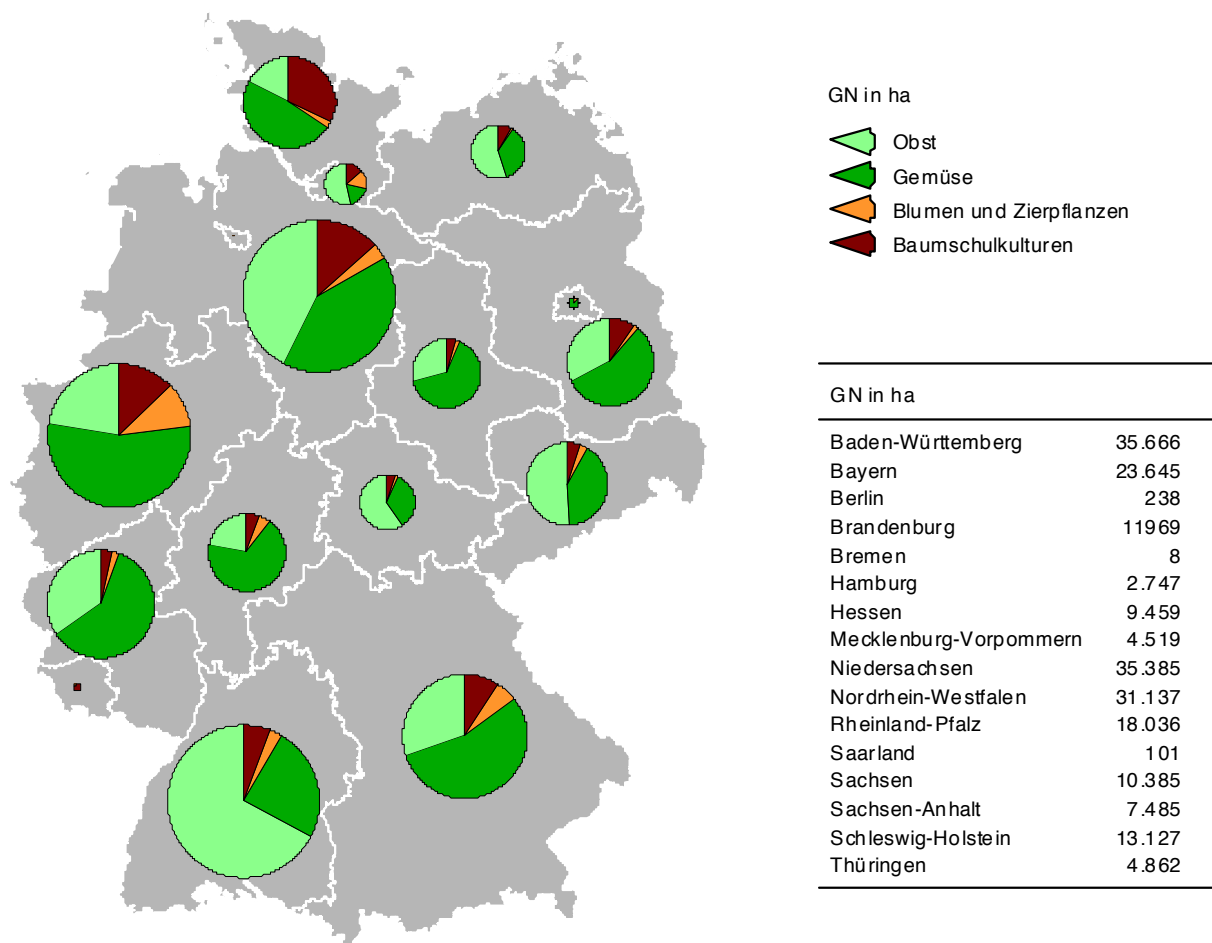 GN in ha
Obst
Gemüse
Blumen und Zierpflanzen
Baumschulkulturen
GN in ha
Baden-Württemberg 35.666
Bayern 23.645
Berlin 238
Brandenburg 11969
Bremen 8
Hamburg 2.747
Hessen 9.459
Mecklenburg-Vorpommern 4.519
Niedersachsen 35.385
Nordrhein-Westfalen 31.137
Rheinland-Pfalz 18.036
Saarland 101
Sachsen 10.385
Sachsen-Anhalt 7.485
Schleswig-Holstein 13.127
Thüringen 4.862